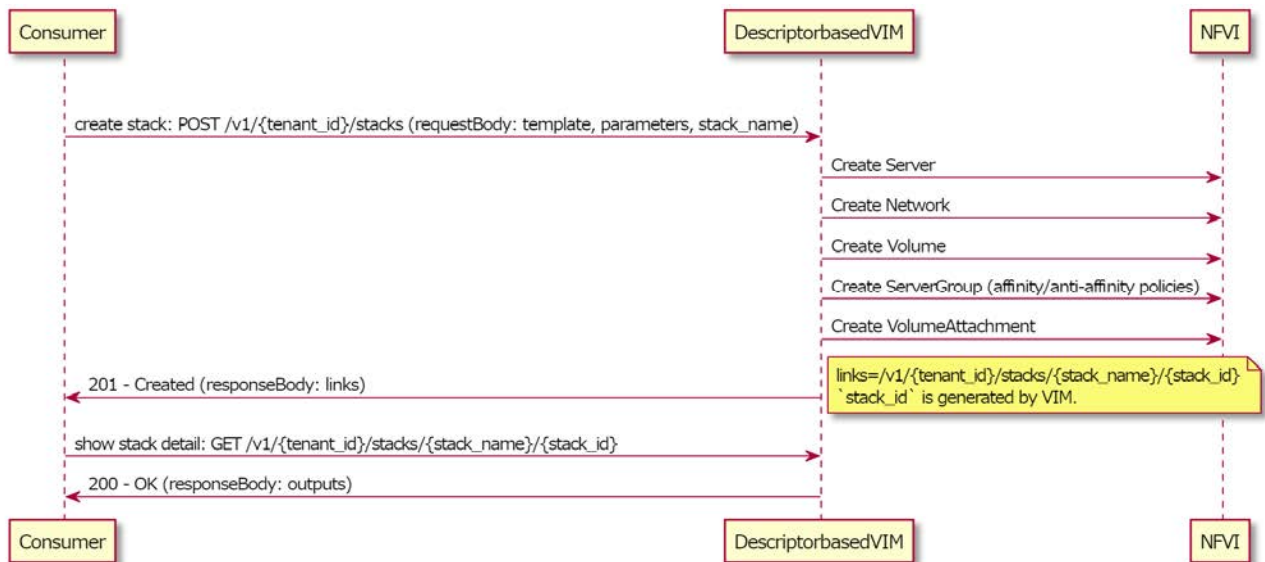 Consumer
DescriptorbasedVIM
NFVI
create stack: POST /v1/{tenant_id}/stacks (requestBody: template, parameters, stack_name)
Create Server
Create Network
Create Volume
Create ServerGroup (affinity/anti-affinity policies)
Create VolumeAttachment
201 - Created (responseBody: links)
links=/v1/{tenant_id}/stacks/{stack_name}/{stack_id}
`stack_id` is generated by VIM.
show stack detail: GET /v1/{tenant_id}/stacks/{stack_name}/{stack_id}
200 - OK (responseBody: outputs)
Consumer
DescriptorbasedVIM
NFVI